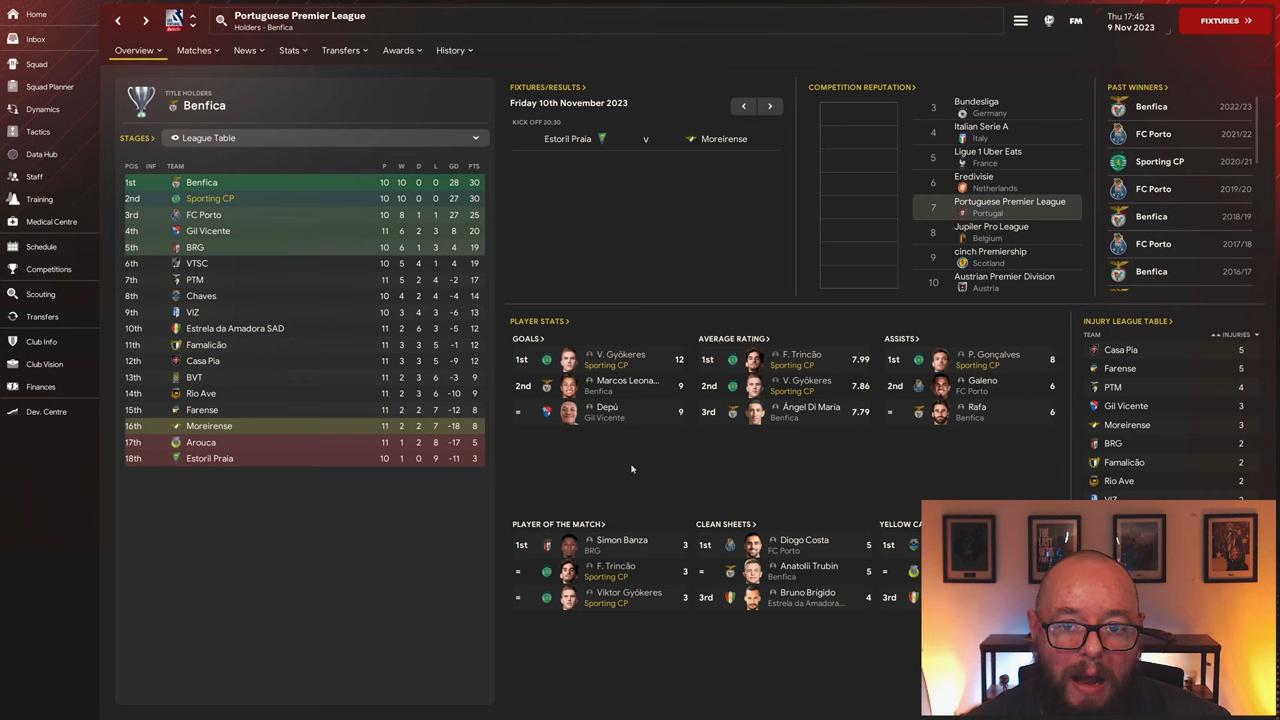 Home
Inbox
Squad
Squad Planner
Dynamics
Tactics
Data Hub
Staff
Training
Medical Centre
Schedule
Competitions
Scouting
Transfers
Club Info
Club Vision
Finances
Dev. Centre
Portuguese Premier League
Holders - Benfica
FM
Thu 17:45
9 Nov 2023
FIXTURES
Overview Matches News Stats Transfers Awards History
TITLE HOLDERS
Benfica
STAGES League Table
POS INF TEAM P W D L GD PTS
1st Benfica 10 10 0 0 28 30
2nd Sporting CP 10 10 0 0 27 30
3rd FC Porto 10 8 1 1 27 25
4th Gil Vicente 11 6 2 3 8 20
5th BRG 10 6 1 3 4 19
6th VTSC 10 5 4 1 4 19
7th PTM 11 5 2 4 -2 17
8th Chaves 10 4 2 4 -4 14
9th VIZ 10 3 4 3 -6 13
10th Estrela da Amadora SAD 11 2 6 3 -5 12
11th Famalicão 11 3 3 5 -1 12
12th Casa Pia 11 3 3 5 -9 12
13th BVT 11 2 3 6 -3 9
14th Rio Ave 11 2 3 6 -10 9
15th Farense 11 2 2 7 -12 8
16th Moreirense 11 2 2 7 -18 8
17th Arouca 11 1 2 8 -17 5
18th Estoril Praia 10 1 0 9 -11 3
FIXTURES/RESULTS
Friday 10th November 2023
KICK OFF 20:30
Estoril Praia v Moreirense
COMPETITION REPUTATION
3 Bundesliga
Germany
4 Italian Serie A
Italy
5 Ligue 1 Uber Eats
France
6 Eredivisie
Netherlands
7 Portuguese Premier League
Portugal
8 Jupiler Pro League
Belgium
9 cinch Premiership
Scotland
10 Austrian Premier Division
Austria
PAST WINNERS
Benfica 2022/23
FC Porto 2021/22
Sporting CP 2020/21
FC Porto 2019/20
Benfica 2018/19
FC Porto 2017/18
Benfica 2016/17
PLAYER STATS
GOALS
1st V. Gyökeres 12
Sporting CP
2nd Marcos Leona... 9
Benfica
= Depú 9
Gil Vicente
AVERAGE RATING
1st F. Trincão 7.99
Sporting CP
2nd V. Gyökeres 7.86
Sporting CP
3rd Ángel Di María 7.79
Benfica
ASSISTS
1st P. Gonçalves 8
Sporting CP
2nd Galeno 6
FC Porto
= Rafa 6
Benfica
INJURY LEAGUE TABLE
TEAM INJURIES
Casa Pia 5
Farense 5
PTM 4
Gil Vicente 3
Moreirense 3
BRG 2
Famalicão 2
Rio Ave 2
VIZ 2
PLAYER OF THE MATCH
1st Simon Banza 3
BRG
= F. Trincão 3
Sporting CP
= Viktor Gyökeres 3
Sporting CP
CLEAN SHEETS
1st Diogo Costa 5
FC Porto
= Anatolii Trubin 5
Benfica
3rd Bruno Brígido 4
Estrela da Amadora...
YELLOW CA
1st
=
3rd